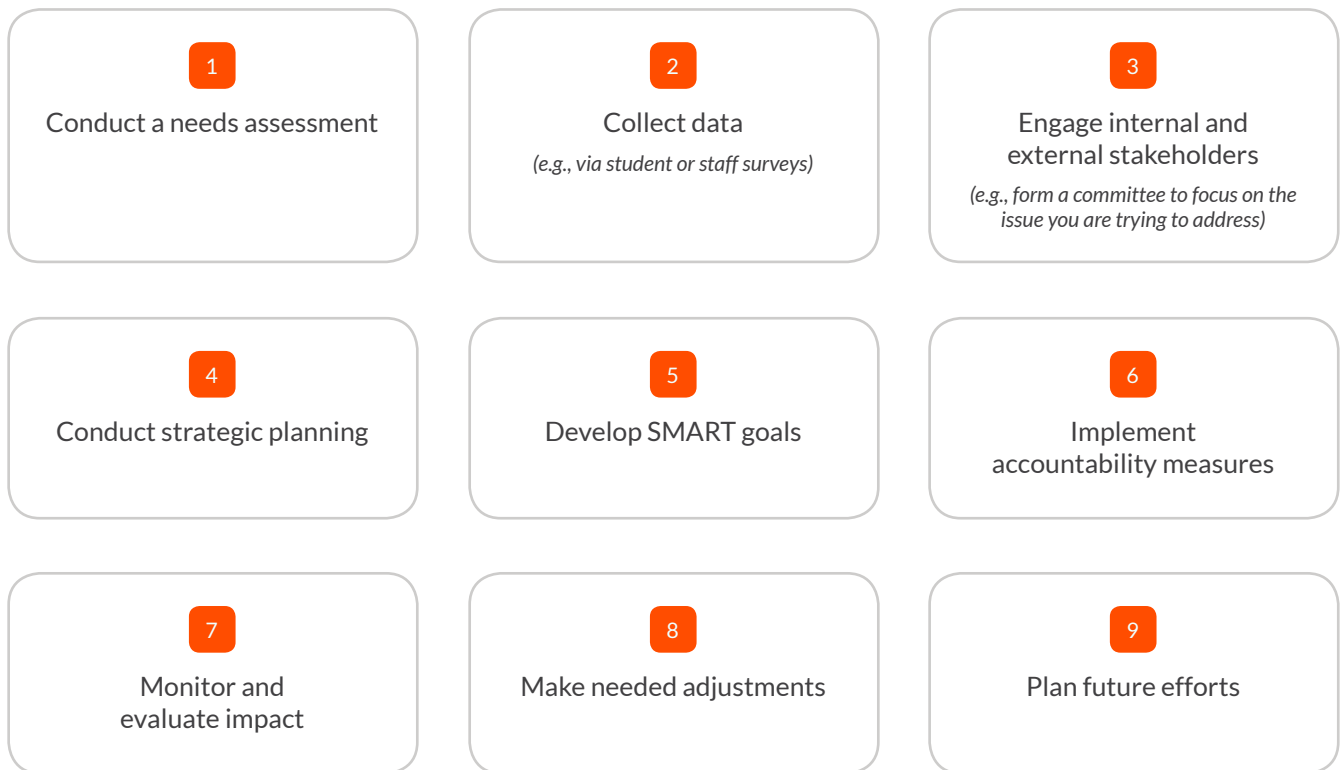 1
Conduct a needs assessment
2
Collect data
(e.g., via student or staff surveys)
3
Engage internal and
external stakeholders
(e.g., form a committee to focus on the
issue you are trying to address)
4
Conduct strategic planning
5
Develop SMART goals
6
Implement
accountability measures
7
Monitor and
evaluate impact
8
Make needed adjustments
9
Plan future efforts